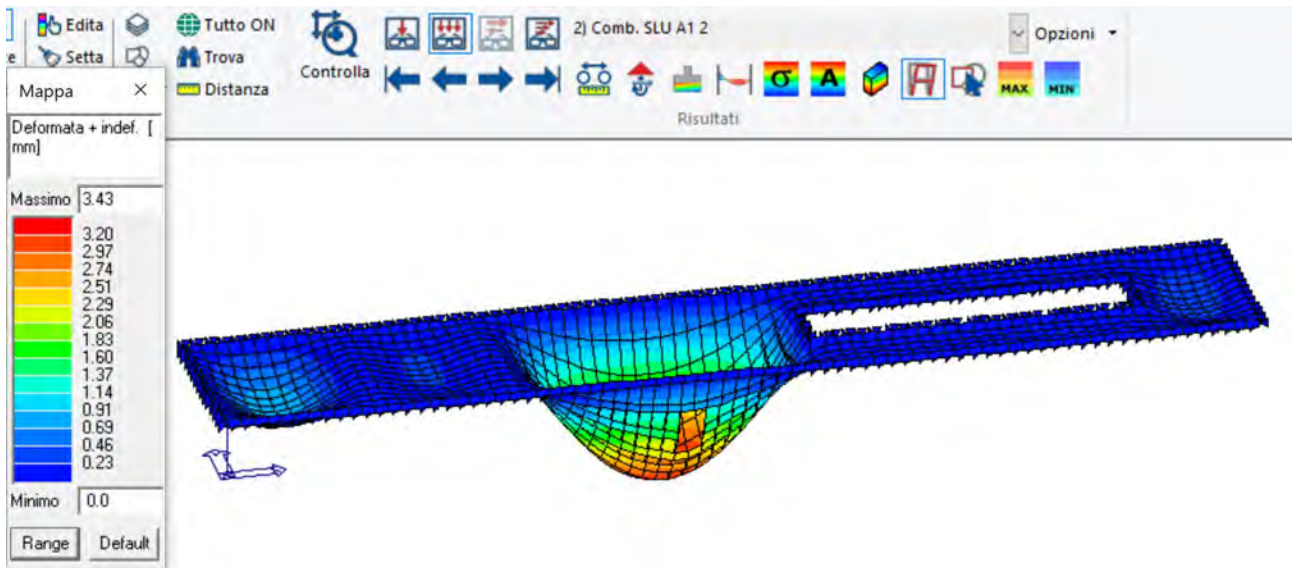 Edita
Setta
Tutto ON
Trova
Distanza
Controlla
2) Comb. SLU A1 2
Opzioni
σ
A
MAX
MIN
Risultati
Mappa
Deformata + indef. [
mm]
Massimo 3.43
3.20
2.97
2.74
2.51
2.29
2.06
1.83
1.60
1.37
1.14
0.91
0.69
0.46
0.23
Minimo 0.0
Range Default